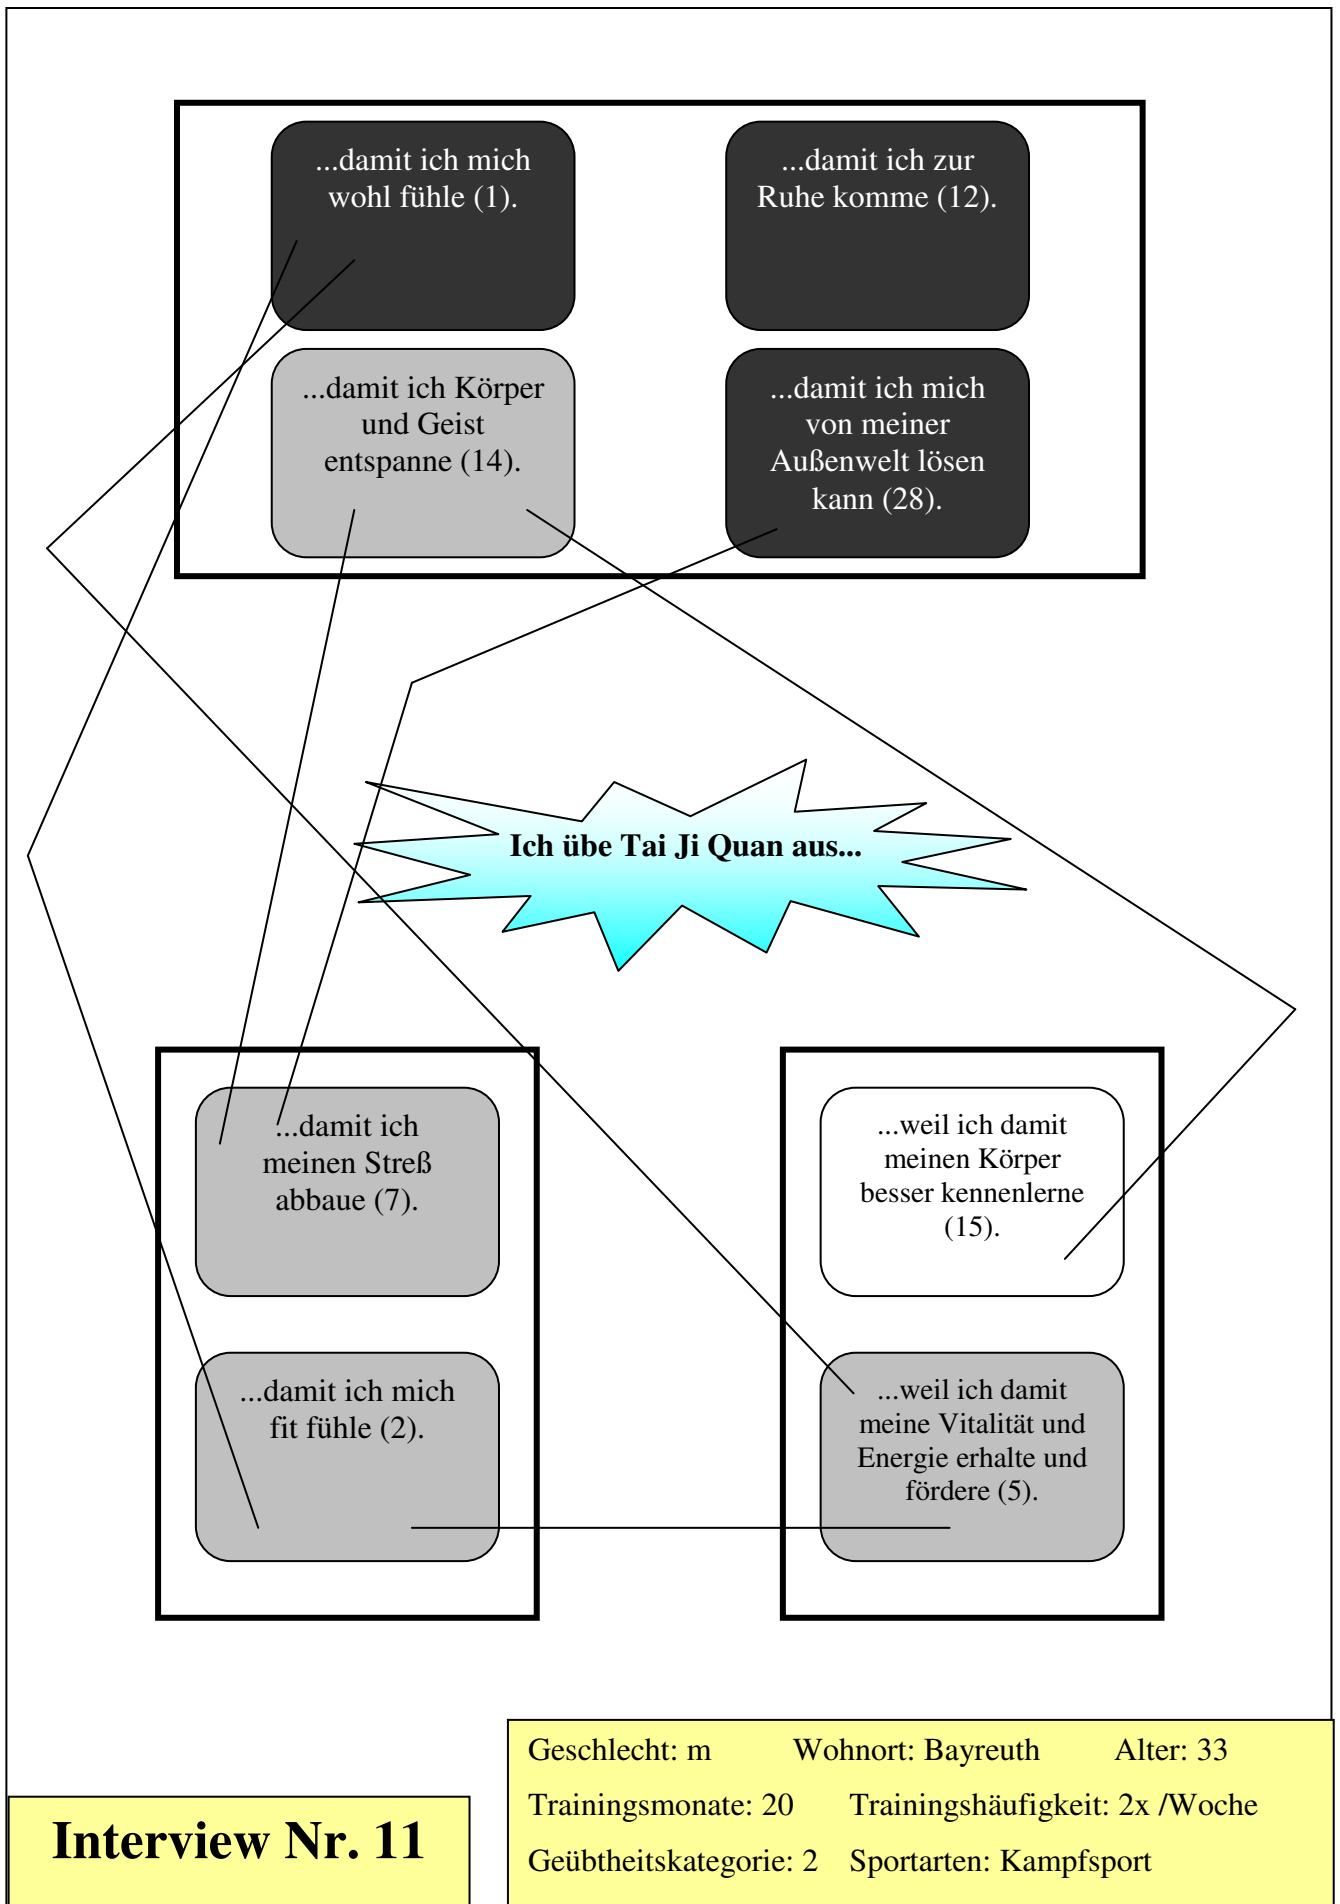 ...damit ich mich
wohl fühle (1).
...damit ich zur
Ruhe komme (12).
...damit ich Körper
und Geist
entspanne (14).
...damit ich mich
von meiner
Außenwelt lösen
kann (28).
Ich übe Tai Ji Quan aus...
...damit ich
meinen Streß
abbaue (7).
...weil ich damit
meinen Körper
besser kennenlerne
(15).
...damit ich mich
fit fühle (2).
...weil ich damit
meine Vitalität und
Energie erhalte und
fördere (5).
Interview Nr. 11
Geschlecht: m Wohnort: Bayreuth Alter: 33
Trainingsmonate: 20 Trainingshäufigkeit: 2x /Woche
Geübtheitskategorie: 2 Sportarten: Kampfsport